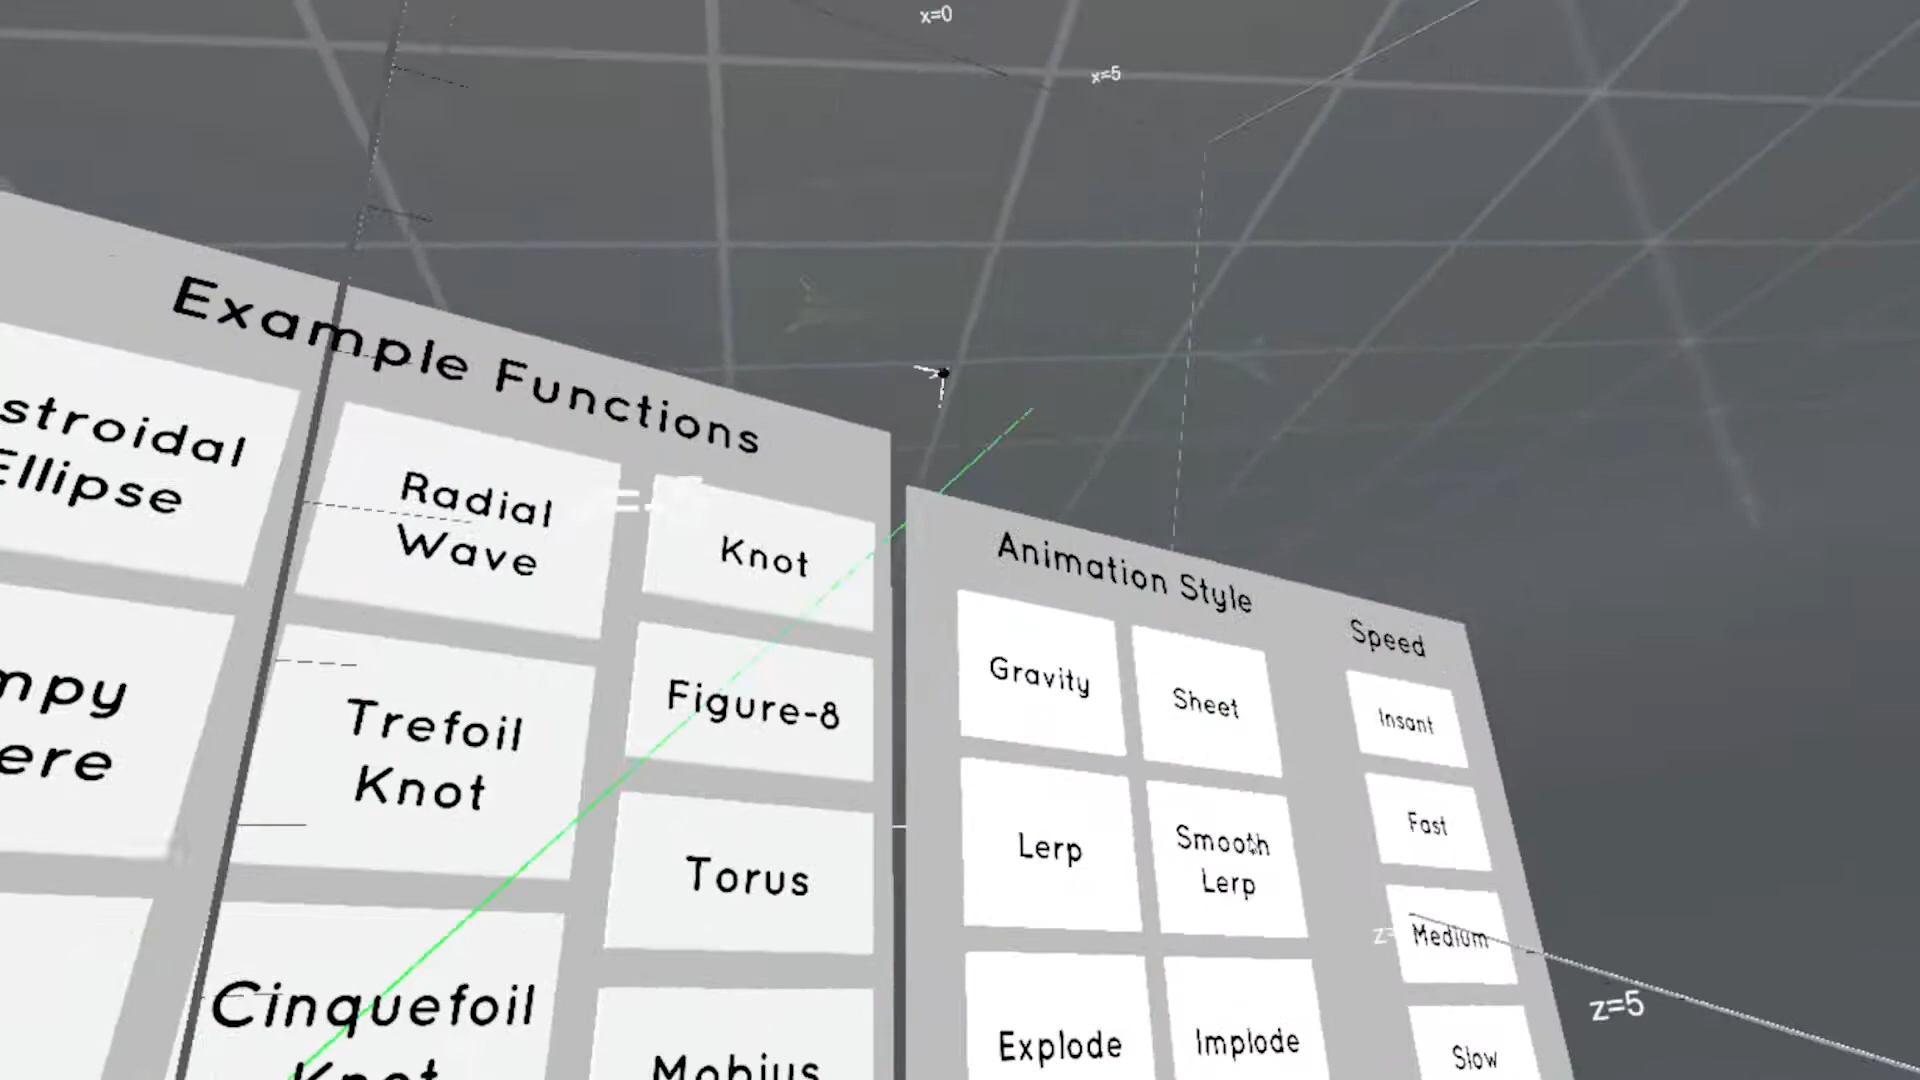 x=0
x=5
Example Functions
stroidal
Ellipse
Radial
Wave
Knot
mpy
ere
Trefoil
Knot
Figure-8
Torus
Cinquefoil
Knot
Mobius
Animation Style
Speed
Gravity
Sheet
Insant
Lerp
Smooth
Lerp
Fast
Medium
Explode
Implode
Slow
z=
z=5